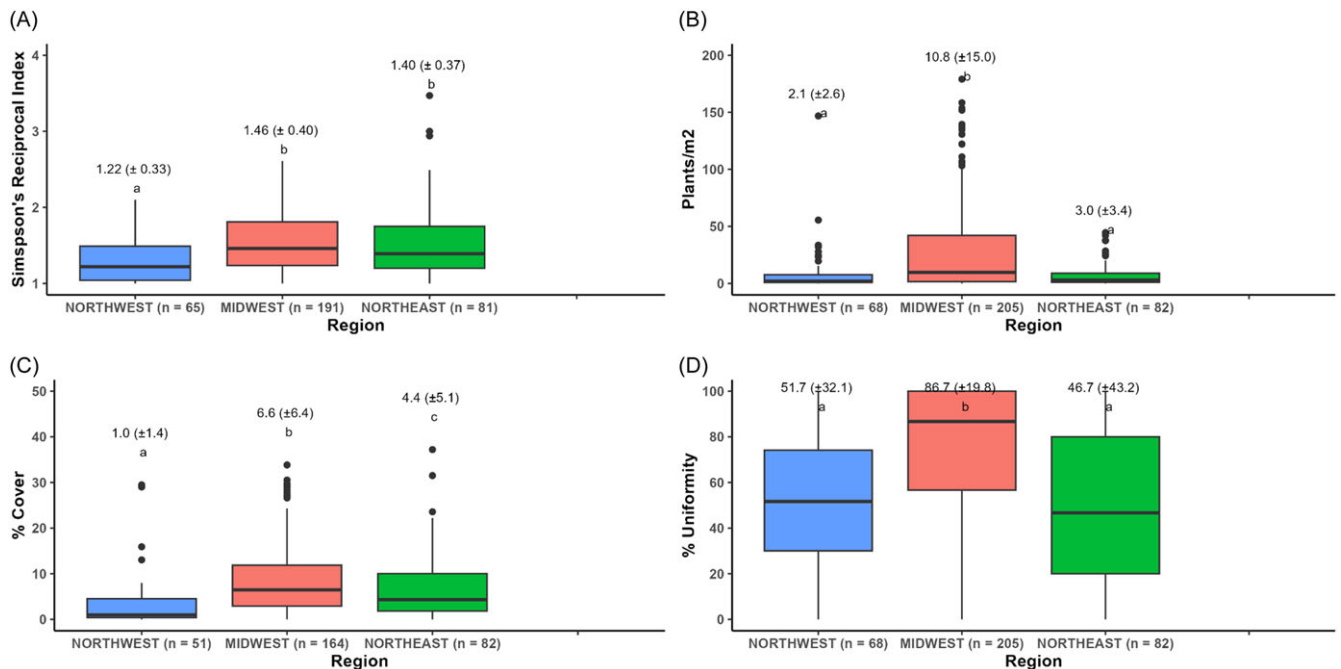 (A)
Simspson's Reciprocal Index
4
3
2
1
1.22 (± 0.33)
a
1.46 (± 0.40)
b
1.40 (± 0.37)
b
NORTHWEST (n = 65)
MIDWEST (n = 191)
NORTHEAST (n = 81)
Region
(B)
Plants/m2
200
150
100
50
0
2.1 (±2.6)
a
10.8 (±15.0)
b
3.0 (±3.4)
a
NORTHWEST (n = 68)
MIDWEST (n = 205)
NORTHEAST (n = 82)
Region
(C)
% Cover
50
40
30
20
10
0
1.0 (±1.4)
a
6.6 (±6.4)
b
4.4 (±5.1)
c
NORTHWEST (n = 51)
MIDWEST (n = 164)
NORTHEAST (n = 82)
Region
(D)
% Uniformity
100
80
60
40
20
0
51.7 (±32.1)
a
86.7 (±19.8)
b
46.7 (±43.2)
a
NORTHWEST (n = 68)
MIDWEST (n = 205)
NORTHEAST (n = 82)
Region